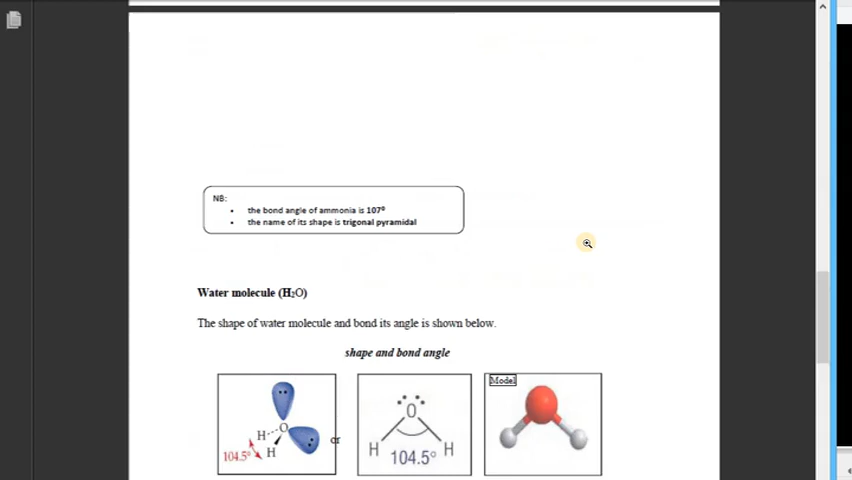 NB:
• the bond angle of ammonia is 107⁰
• the name of its shape is trigonal pyramidal
Water molecule (H₂O)
The shape of water molecule and bond its angle is shown below.
shape and bond angle
O
H
H
104.5°
or
O
H
H
104.5°
Model